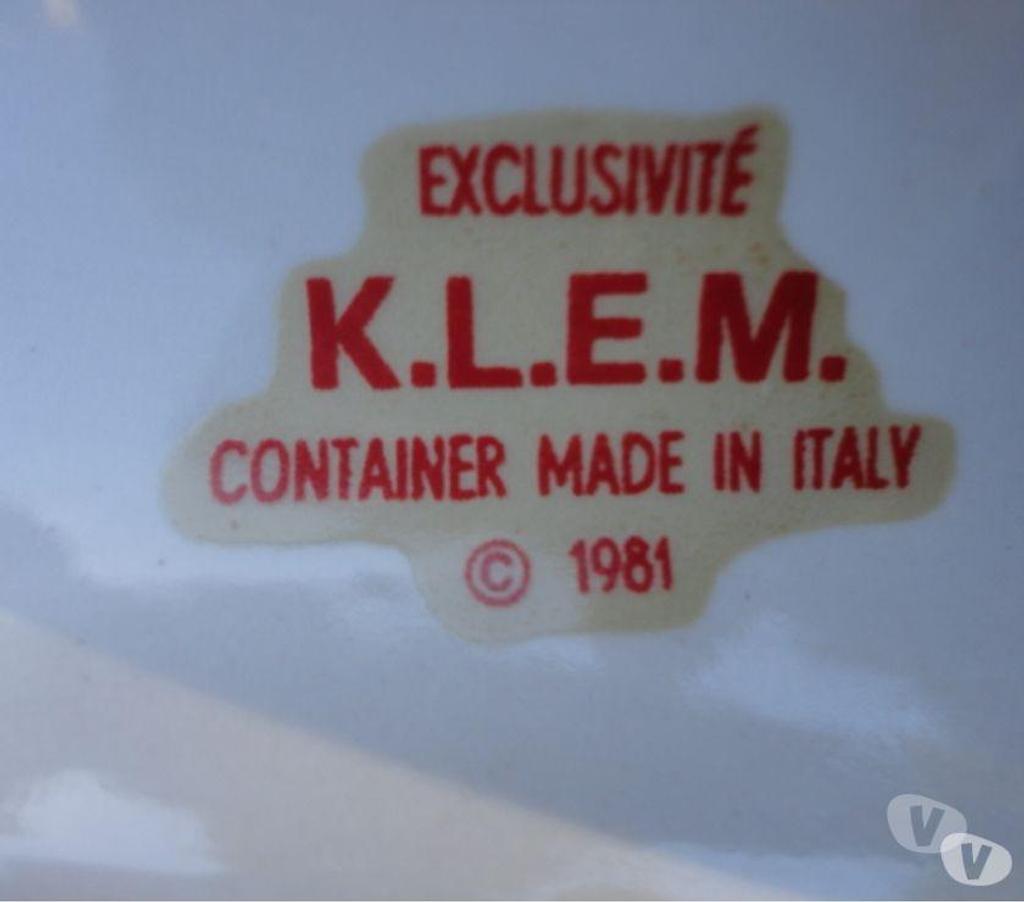 EXCLUSIVITÉ
K.L.E.M.
CONTAINER MADE IN ITALY
© 1981
V
V